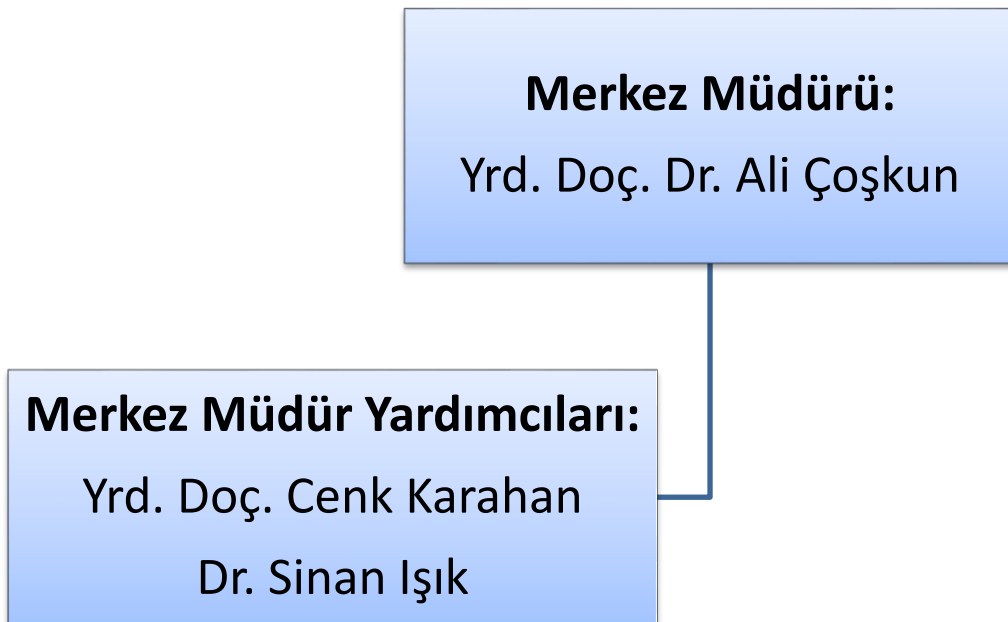 Merkez Müdürü:
Yrd. Doç. Dr. Ali Çoşkun
Merkez Müdür Yardımcıları:
Yrd. Doç. Cenk Karahan
Dr. Sinan Işık